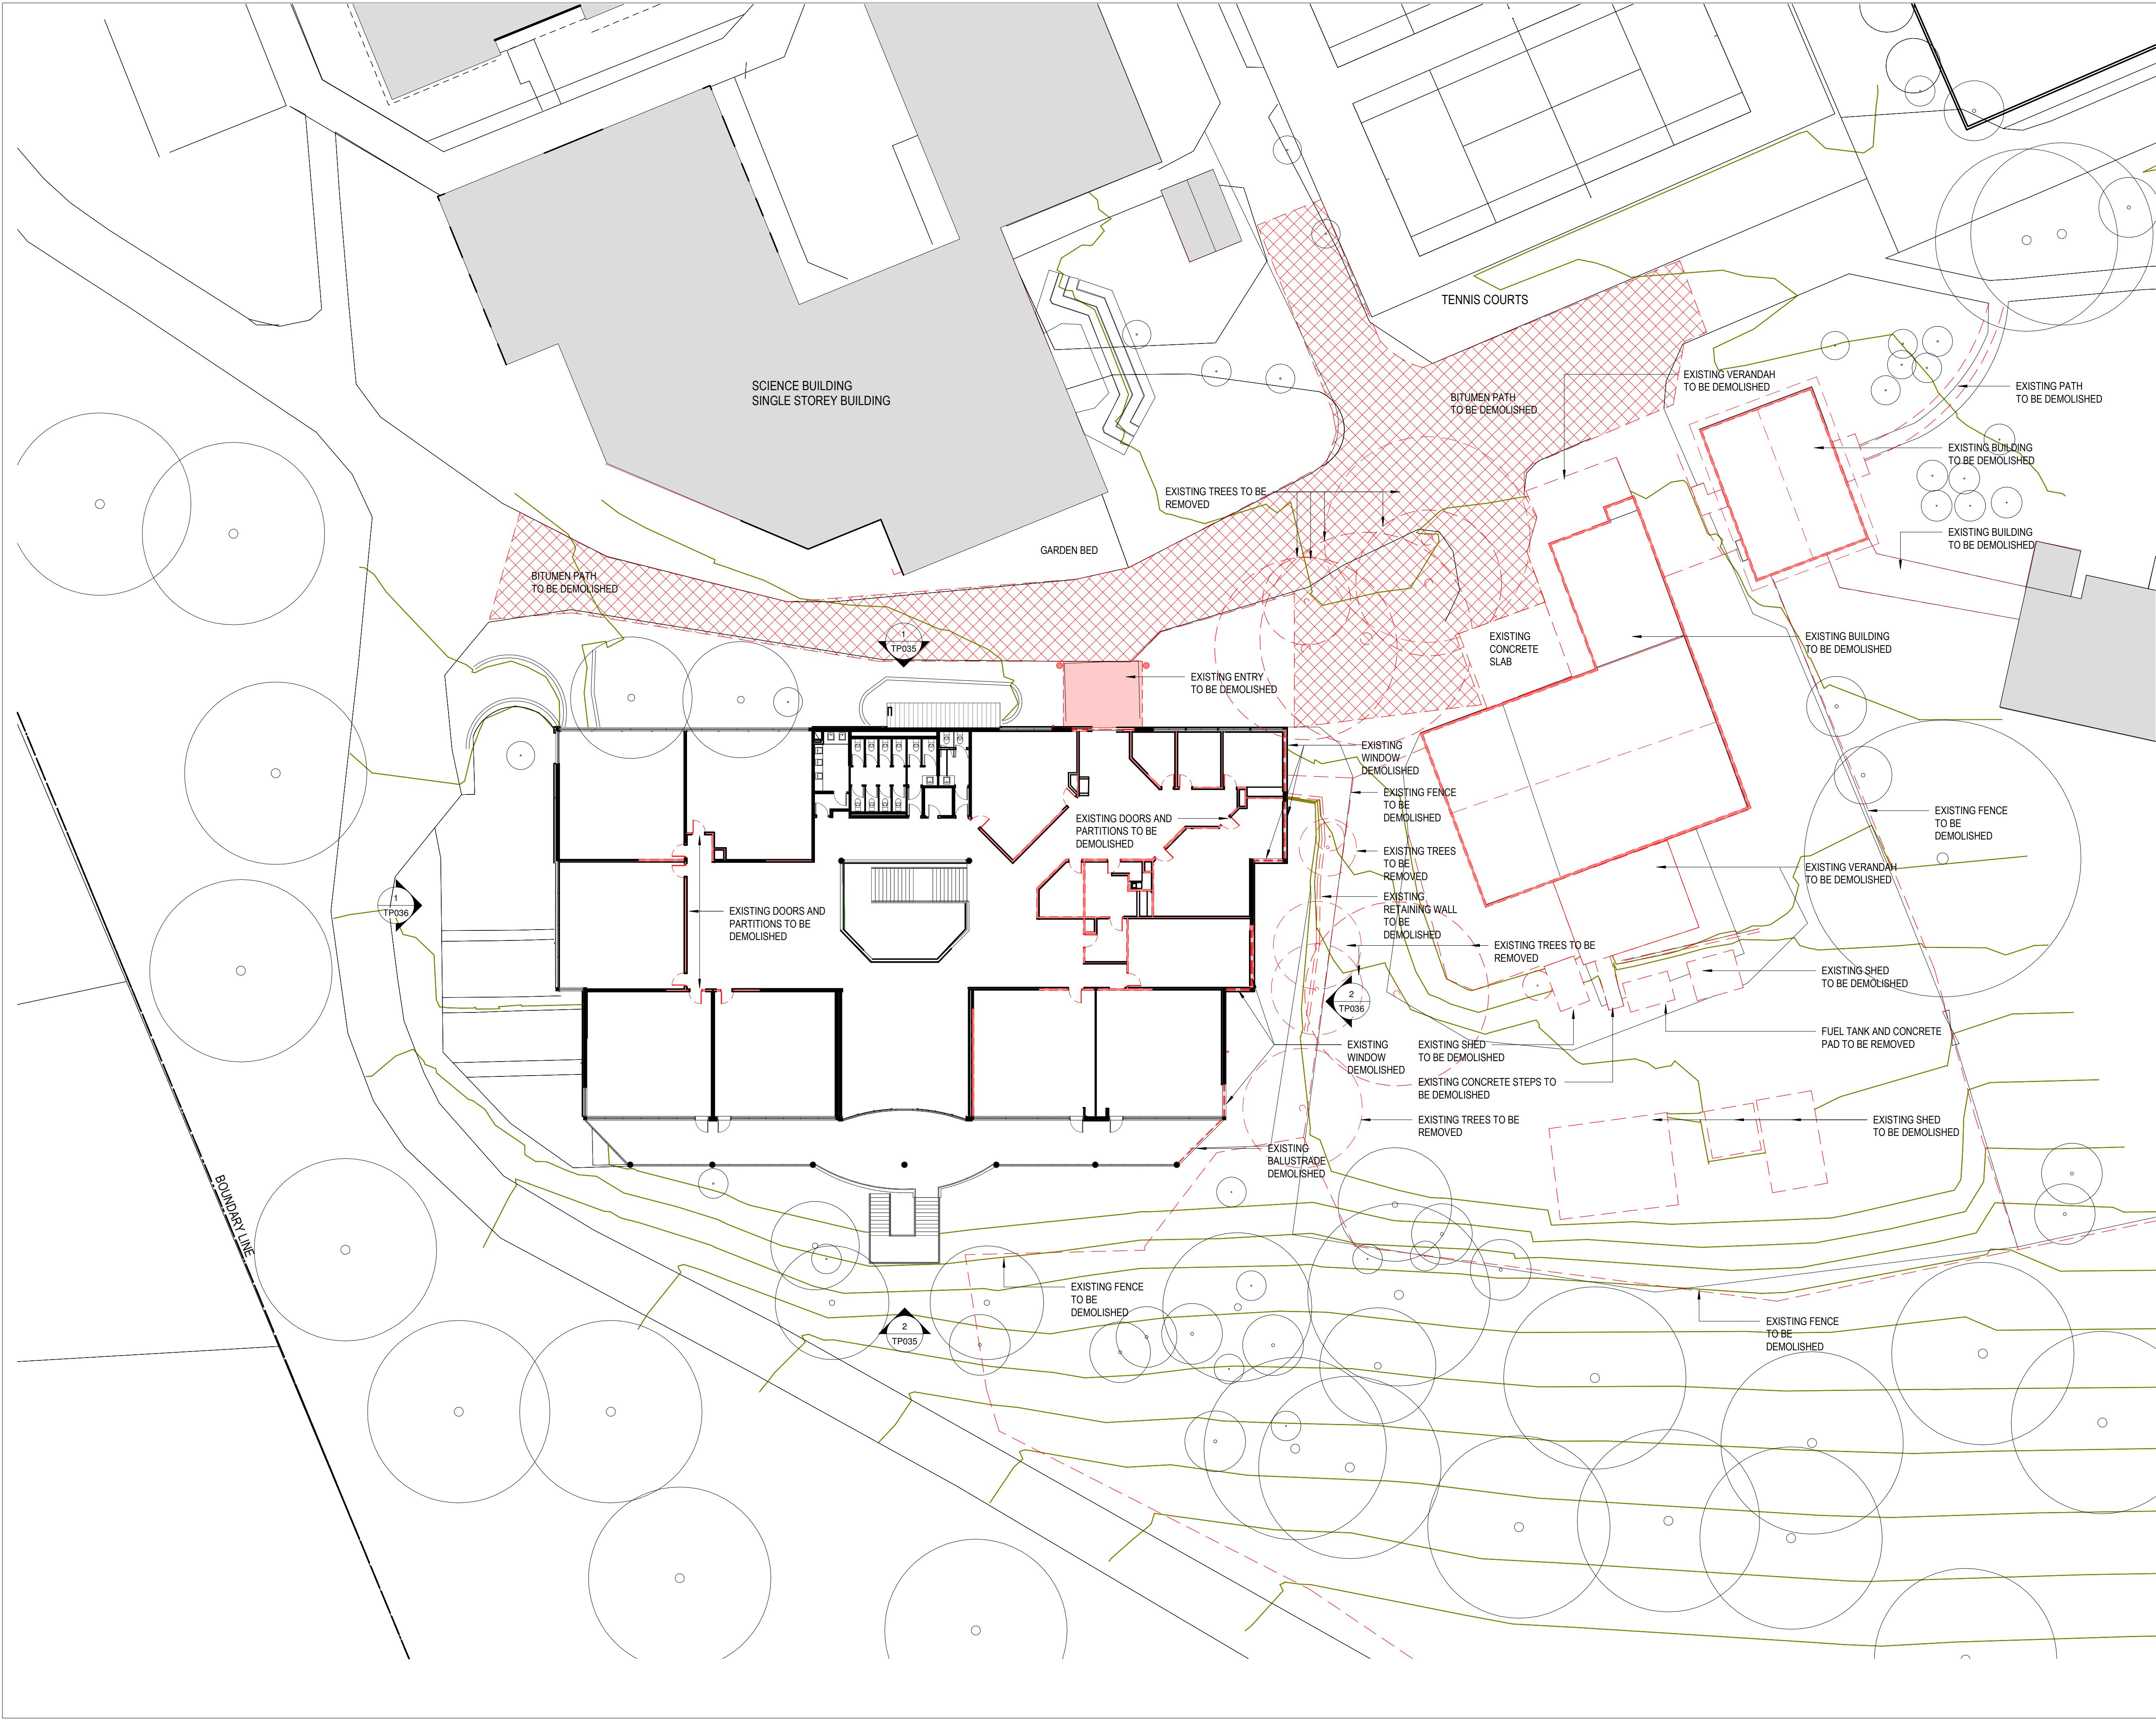 TENNIS COURTS
SCIENCE BUILDING
SINGLE STOREY BUILDING
EXISTING VERANDAH
TO BE DEMOLISHED
EXISTING PATH
TO BE DEMOLISHED
BITUMEN PATH
TO BE DEMOLISHED
EXISTING BUILDING
TO BE DEMOLISHED
EXISTING TREES TO BE
REMOVED
EXISTING BUILDING
TO BE DEMOLISHED
GARDEN BED
BITUMEN PATH
TO BE DEMOLISHED
1
TP035
EXISTING
CONCRETE
SLAB
EXISTING BUILDING
TO BE DEMOLISHED
EXISTING ENTRY
TO BE DEMOLISHED
EXISTING
WINDOW
DEMOLISHED
EXISTING FENCE
TO BE
DEMOLISHED
EXISTING FENCE
TO BE
DEMOLISHED
EXISTING DOORS AND
PARTITIONS TO BE
DEMOLISHED
EXISTING TREES
TO BE
REMOVED
EXISTING VERANDAH
TO BE DEMOLISHED
1
TP036
EXISTING
RETAINING WALL
TO BE
DEMOLISHED
EXISTING DOORS AND
PARTITIONS TO BE
DEMOLISHED
EXISTING TREES TO BE
REMOVED
EXISTING SHED
TO BE DEMOLISHED
2
TP036
FUEL TANK AND CONCRETE
PAD TO BE REMOVED
EXISTING
WINDOW
DEMOLISHED
EXISTING SHED
TO BE DEMOLISHED
EXISTING CONCRETE STEPS TO
BE DEMOLISHED
EXISTING TREES TO BE
REMOVED
EXISTING SHED
TO BE DEMOLISHED
EXISTING
BALUSTRADE
DEMOLISHED
BOUNDARY LINE
EXISTING FENCE
TO BE
DEMOLISHED
2
TP035
EXISTING FENCE
TO BE
DEMOLISHED